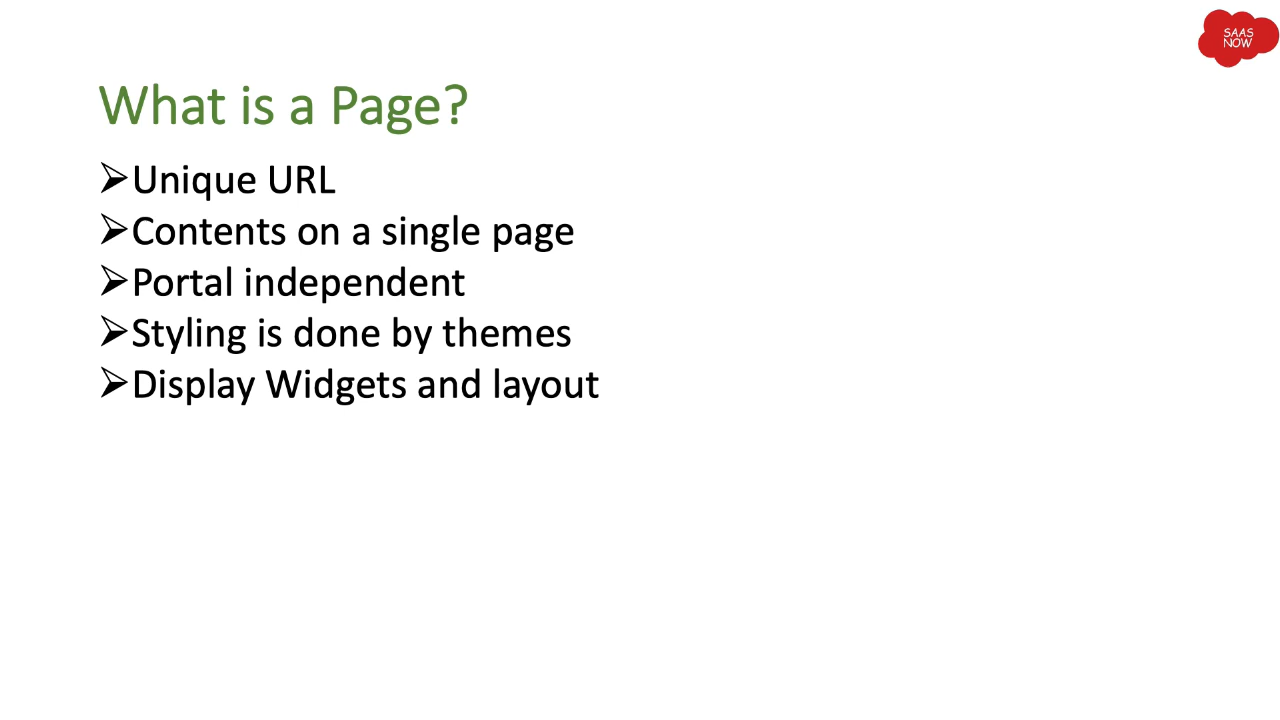 SAAS
NOW
What is a Page?
➢Unique URL
➢Contents on a single page
➢Portal independent
➢Styling is done by themes
➢Display Widgets and layout